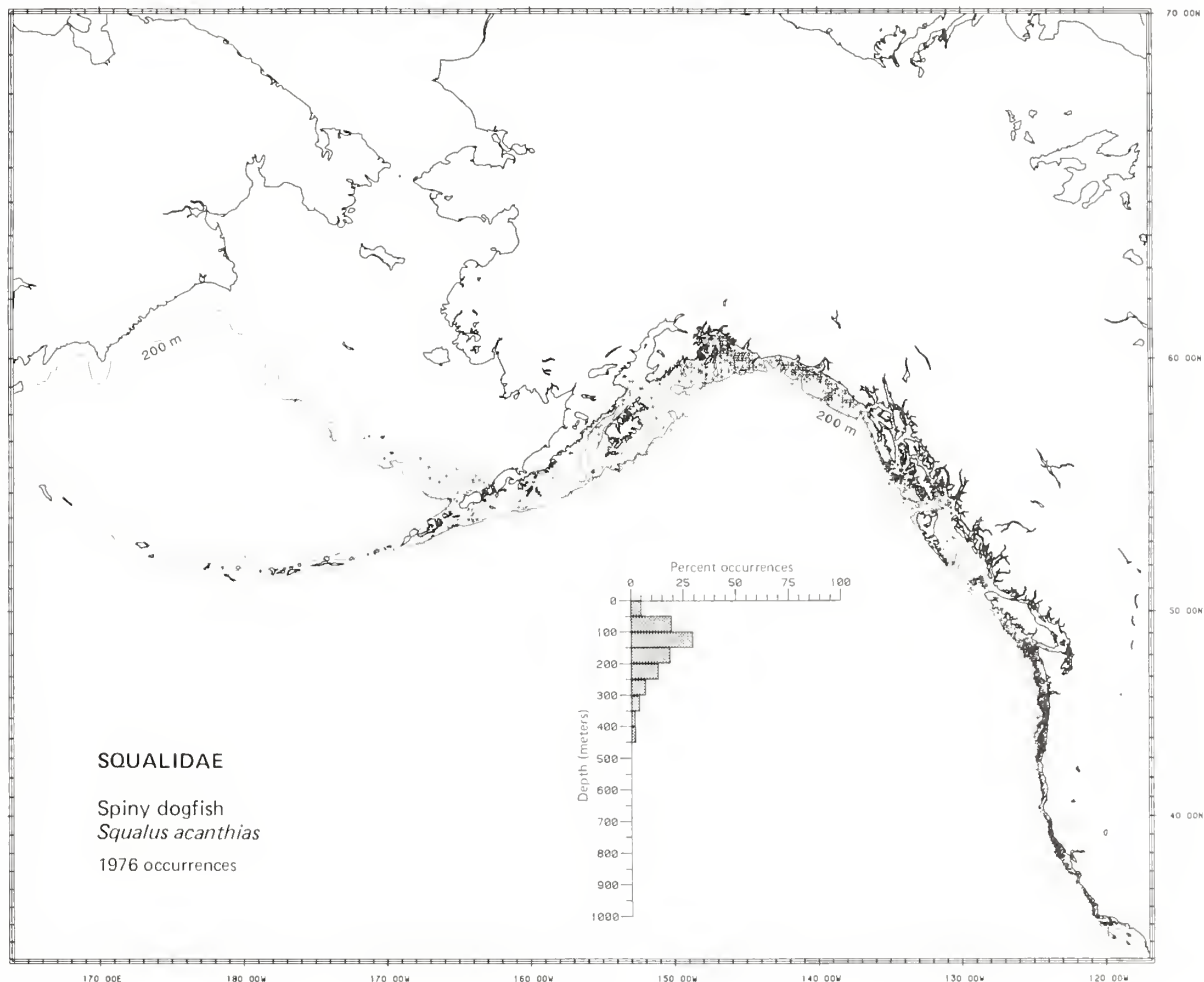 70 00N
200 m
60 00N
200 m
Percent occurrences
0 25 50 75 100
0
100
200
300
400
500
600
700
800
900
1000
Depth (meters)
50 00N
40 00N
SQUALIDAE
Spiny dogfish
Squalus acanthias
1976 occurrences
170 00E 180 00W 170 00W 160 00W 150 00W 140 00W 130 00W 120 00W